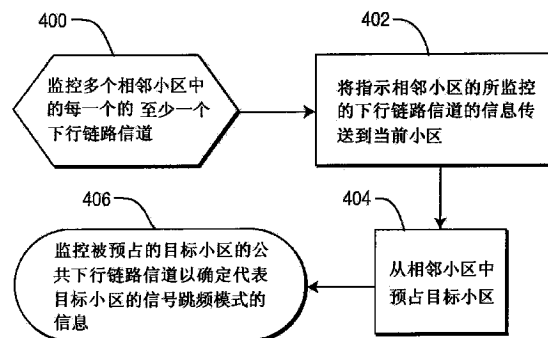 400
监控多个相邻小区中
的每一个的 至少一个
下行链路信道
402
将指示相邻小区的所监控
的下行链路信道的信息传
送到当前小区
406
监控被预占的目标小区的公
共下行链路信道以确定代表
目标小区的信号跳频模式的
信息
404
从相邻小区中
预占目标小区